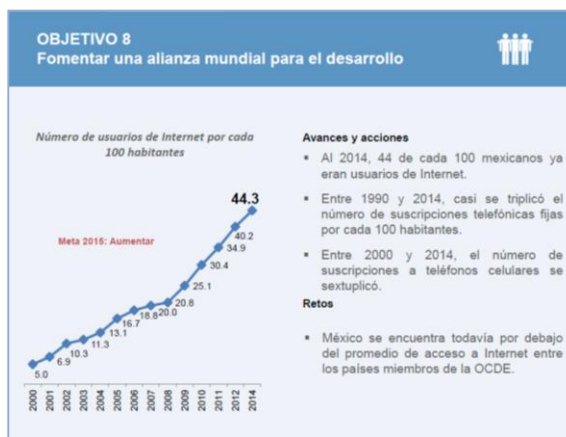 OBJETIVO 8
Fomentar una alianza mundial para el desarrollo
Número de usuarios de Internet por cada
100 habitantes
Meta 2015: Aumentar
5.0
6.9
10.3
11.3
13.1
16.7
18.8
20.0
20.8
25.1
30.4
34.9
40.2
44.3
2000
2001
2002
2003
2004
2005
2006
2007
2008
2009
2010
2011
2012
2014
Avances y acciones
▪ Al 2014, 44 de cada 100 mexicanos ya
eran usuarios de Internet.
▪ Entre 1990 y 2014, casi se triplicó el
número de suscripciones telefónicas fijas
por cada 100 habitantes.
▪ Entre 2000 y 2014, el número de
suscripciones a teléfonos celulares se
sextuplicó.
Retos
▪ México se encuentra todavía por debajo
del promedio de acceso a Internet entre
los países miembros de la OCDE.